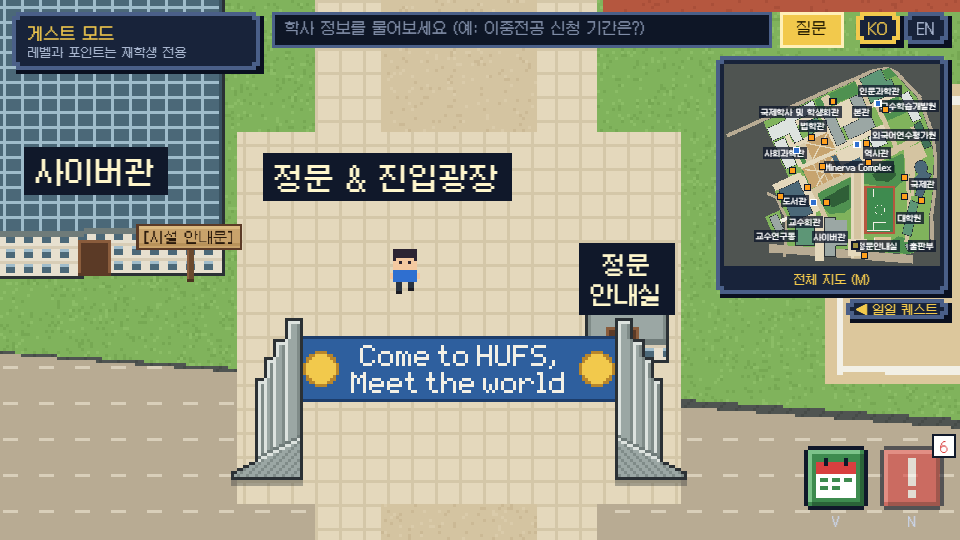 게스트 모드
레벨과 포인트는 재학생 전용
학사 정보를 물어보세요 (예: 이중전공 신청 기간은?)
질문
KO
EN
인문과학관
교수학습개발원
국제학사 및 학생회관
본관
법학관
외국어연수평가원
사회과학관
역사관
Minerva Complex
국제관
도서관
대학원
교수회관
교수연구동
사이버관
정문안내실
출판부
전체 지도 (M)
◀ 일일 퀘스트
사이버관
정문 & 진입광장
[시설 안내문]
정문
안내실
Come to HUFS,
Meet the world
6
V
N